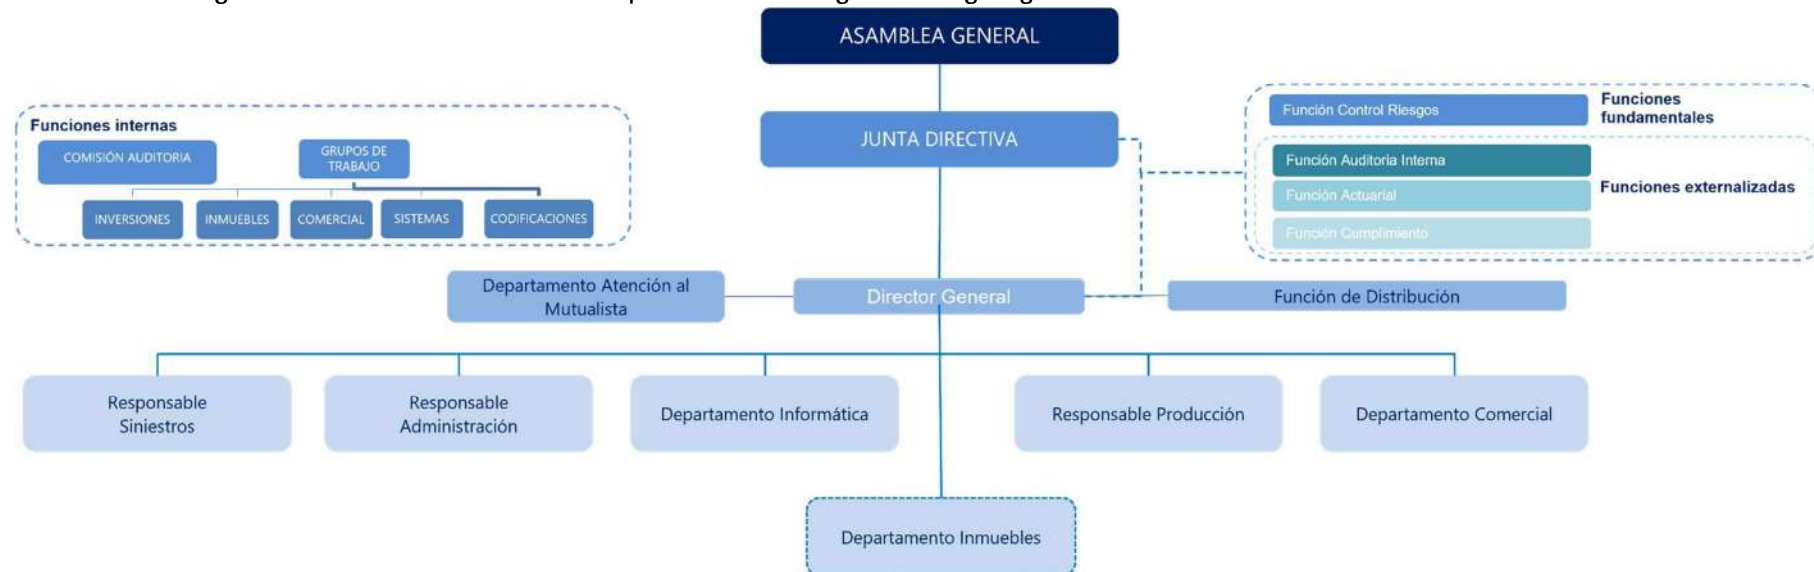 ASAMBLEA GENERAL
Funciones internas
COMISIÓN AUDITORIA
GRUPOS DE
TRABAJO
INVERSIONES
INMUEBLES
COMERCIAL
SISTEMAS
CODIFICACIONES
JUNTA DIRECTIVA
Función Control Riesgos
Funciones
fundamentales
Función Auditoria Interna
Función Actuarial
Función Cumplimiento
Funciones externalizadas
Departamento Atención al
Mutualista
Director General
Función de Distribución
Responsable
Siniestros
Responsable
Administración
Departamento Informática
Responsable Producción
Departamento Comercial
Departamento Inmuebles